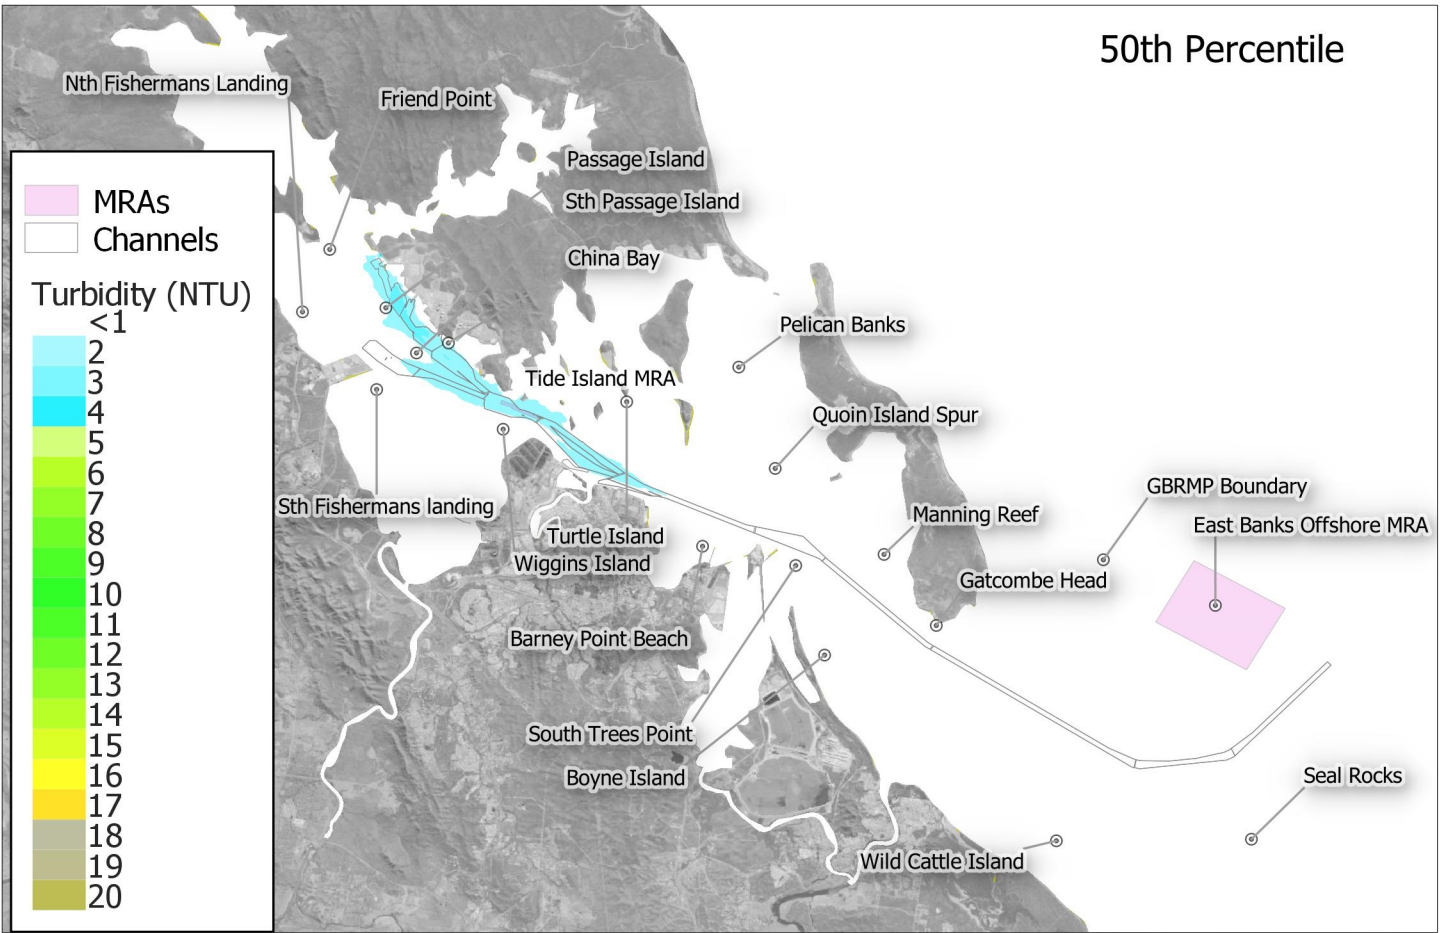 50th Percentile
Nth Fishermans Landing
Friend Point
Passage Island
Sth Passage Island
China Bay
Pelican Banks
Tide Island MRA
Quoin Island Spur
GBRMP Boundary
East Banks Offshore MRA
Manning Reef
Sth Fishermans landing
Turtle Island
Wiggins Island
Gatcombe Head
Barney Point Beach
South Trees Point
Boyne Island
Seal Rocks
Wild Cattle Island
MRAs
Channels
Turbidity (NTU)
<1
2
3
4
5
6
7
8
9
10
11
12
13
14
15
16
17
18
19
20